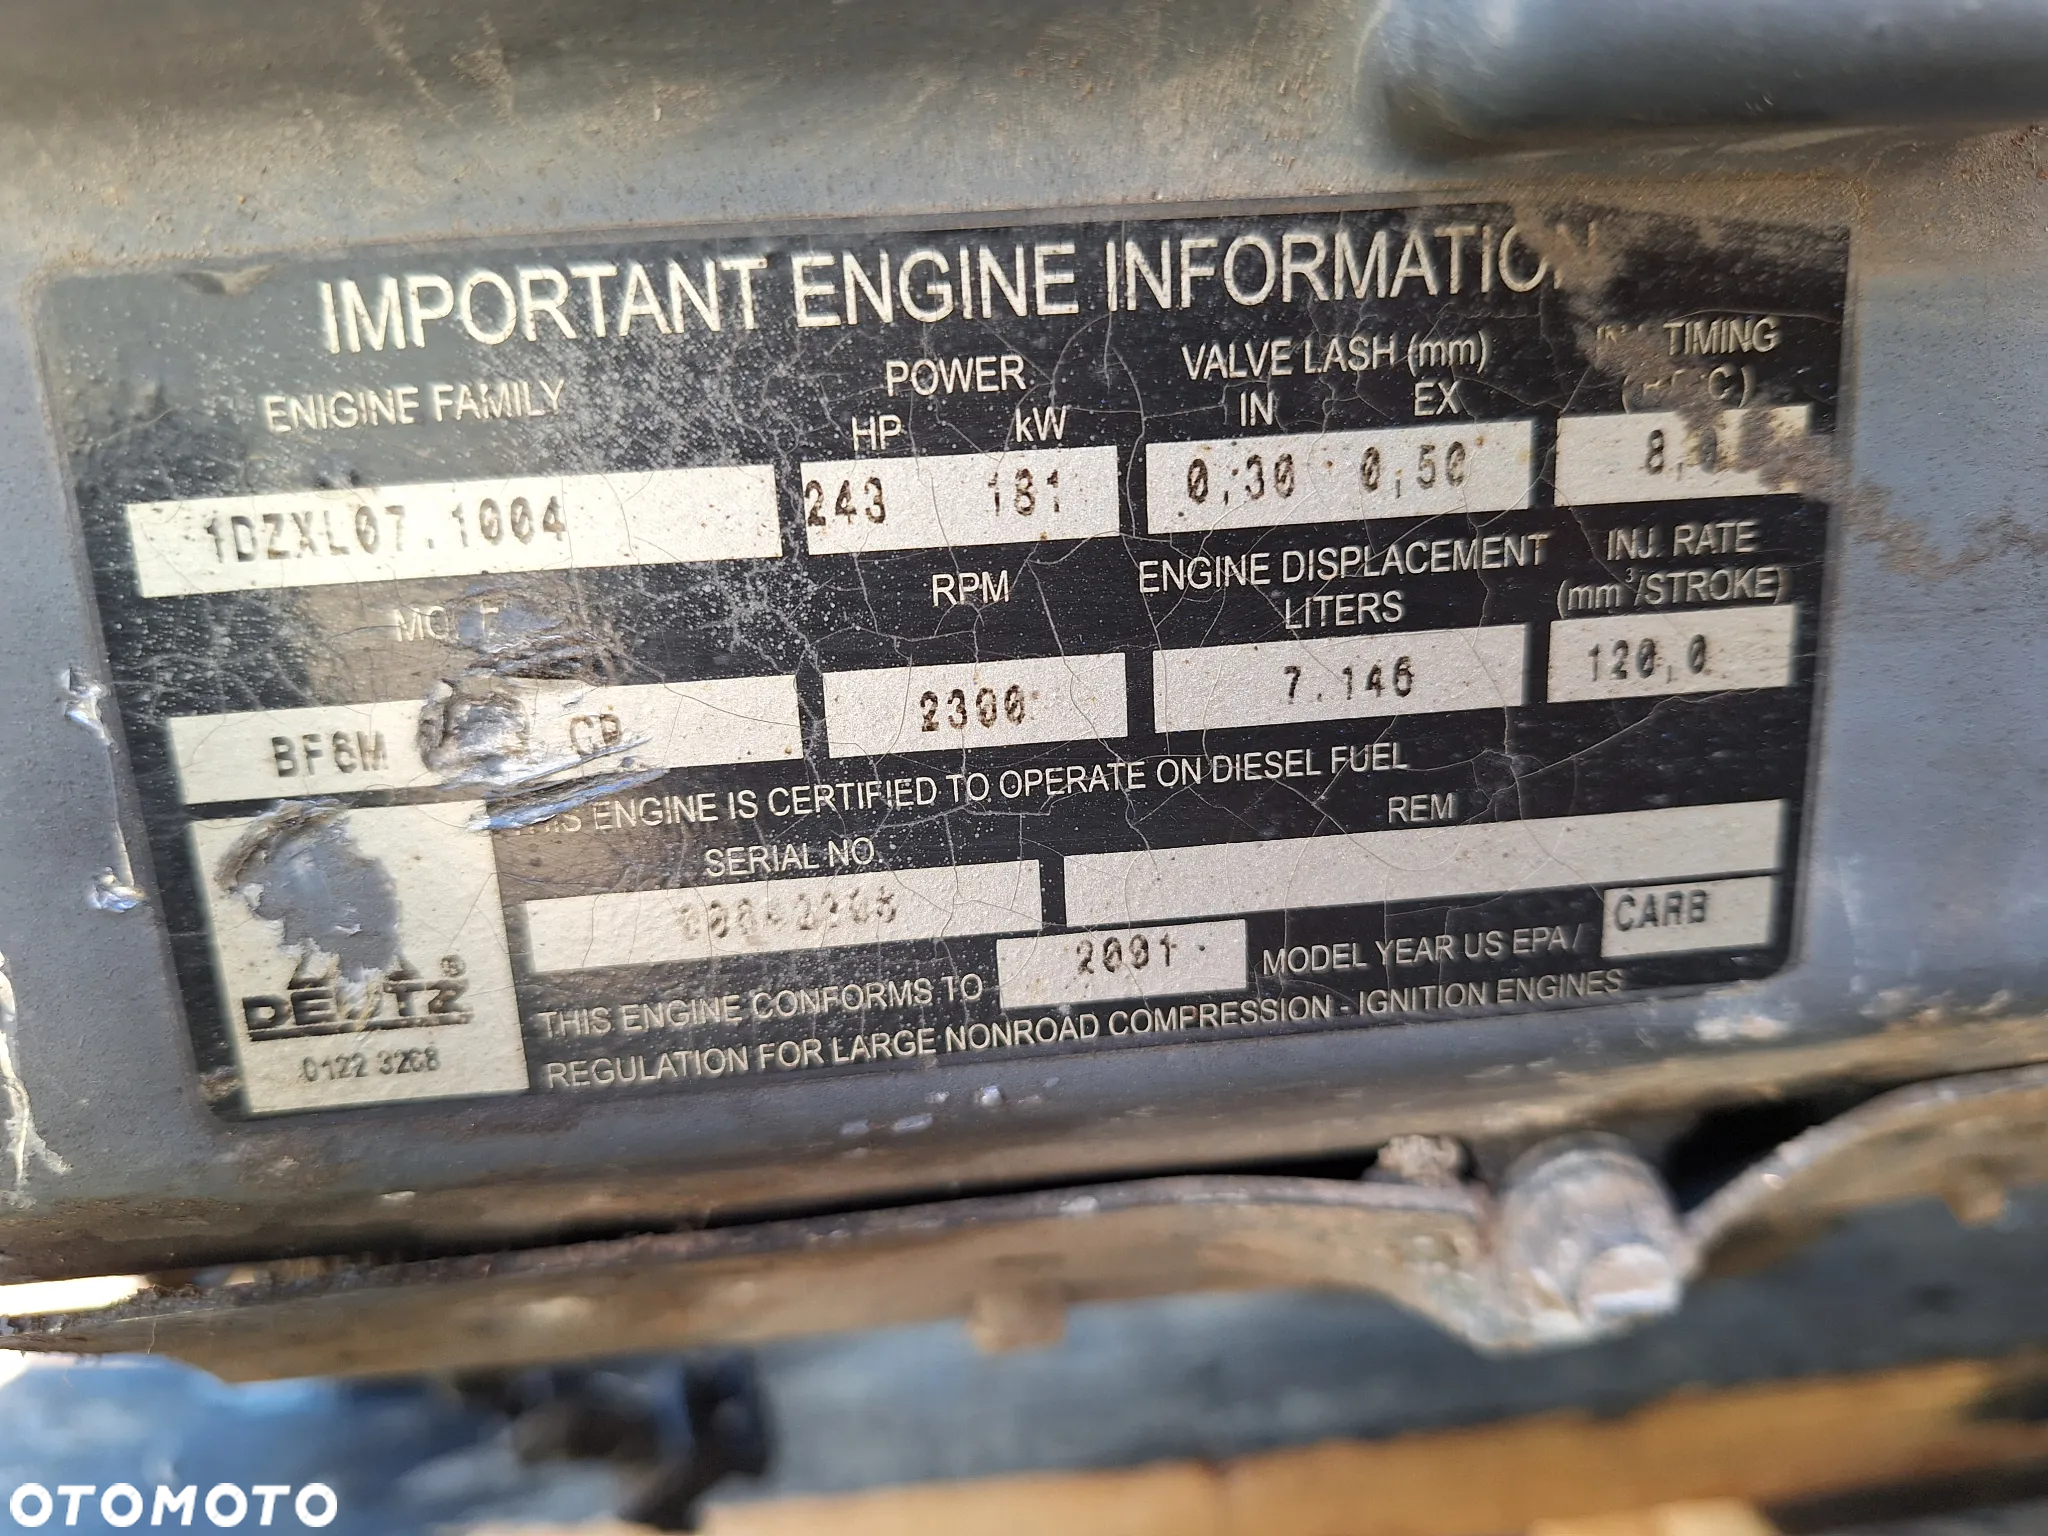 IMPORTANT ENGINE INFORMATION
ENIGINE FAMILY
POWER
HP kW
VALVE LASH (mm)
IN EX
TIMING
1DZXL07.1004
243 181
0,30 0,50
RPM
ENGINE DISPLACEMENT
LITERS
INJ. RATE
(mm³/STROKE)
BF6M
2300
7.146
120,0
THIS ENGINE IS CERTIFIED TO OPERATE ON DIESEL FUEL
SERIAL NO.
REM
THIS ENGINE CONFORMS TO 2001 MODEL YEAR US EPA / CARB
REGULATION FOR LARGE NONROAD COMPRESSION - IGNITION ENGINES
DEUTZ®
0122 3268
OTOMOTO